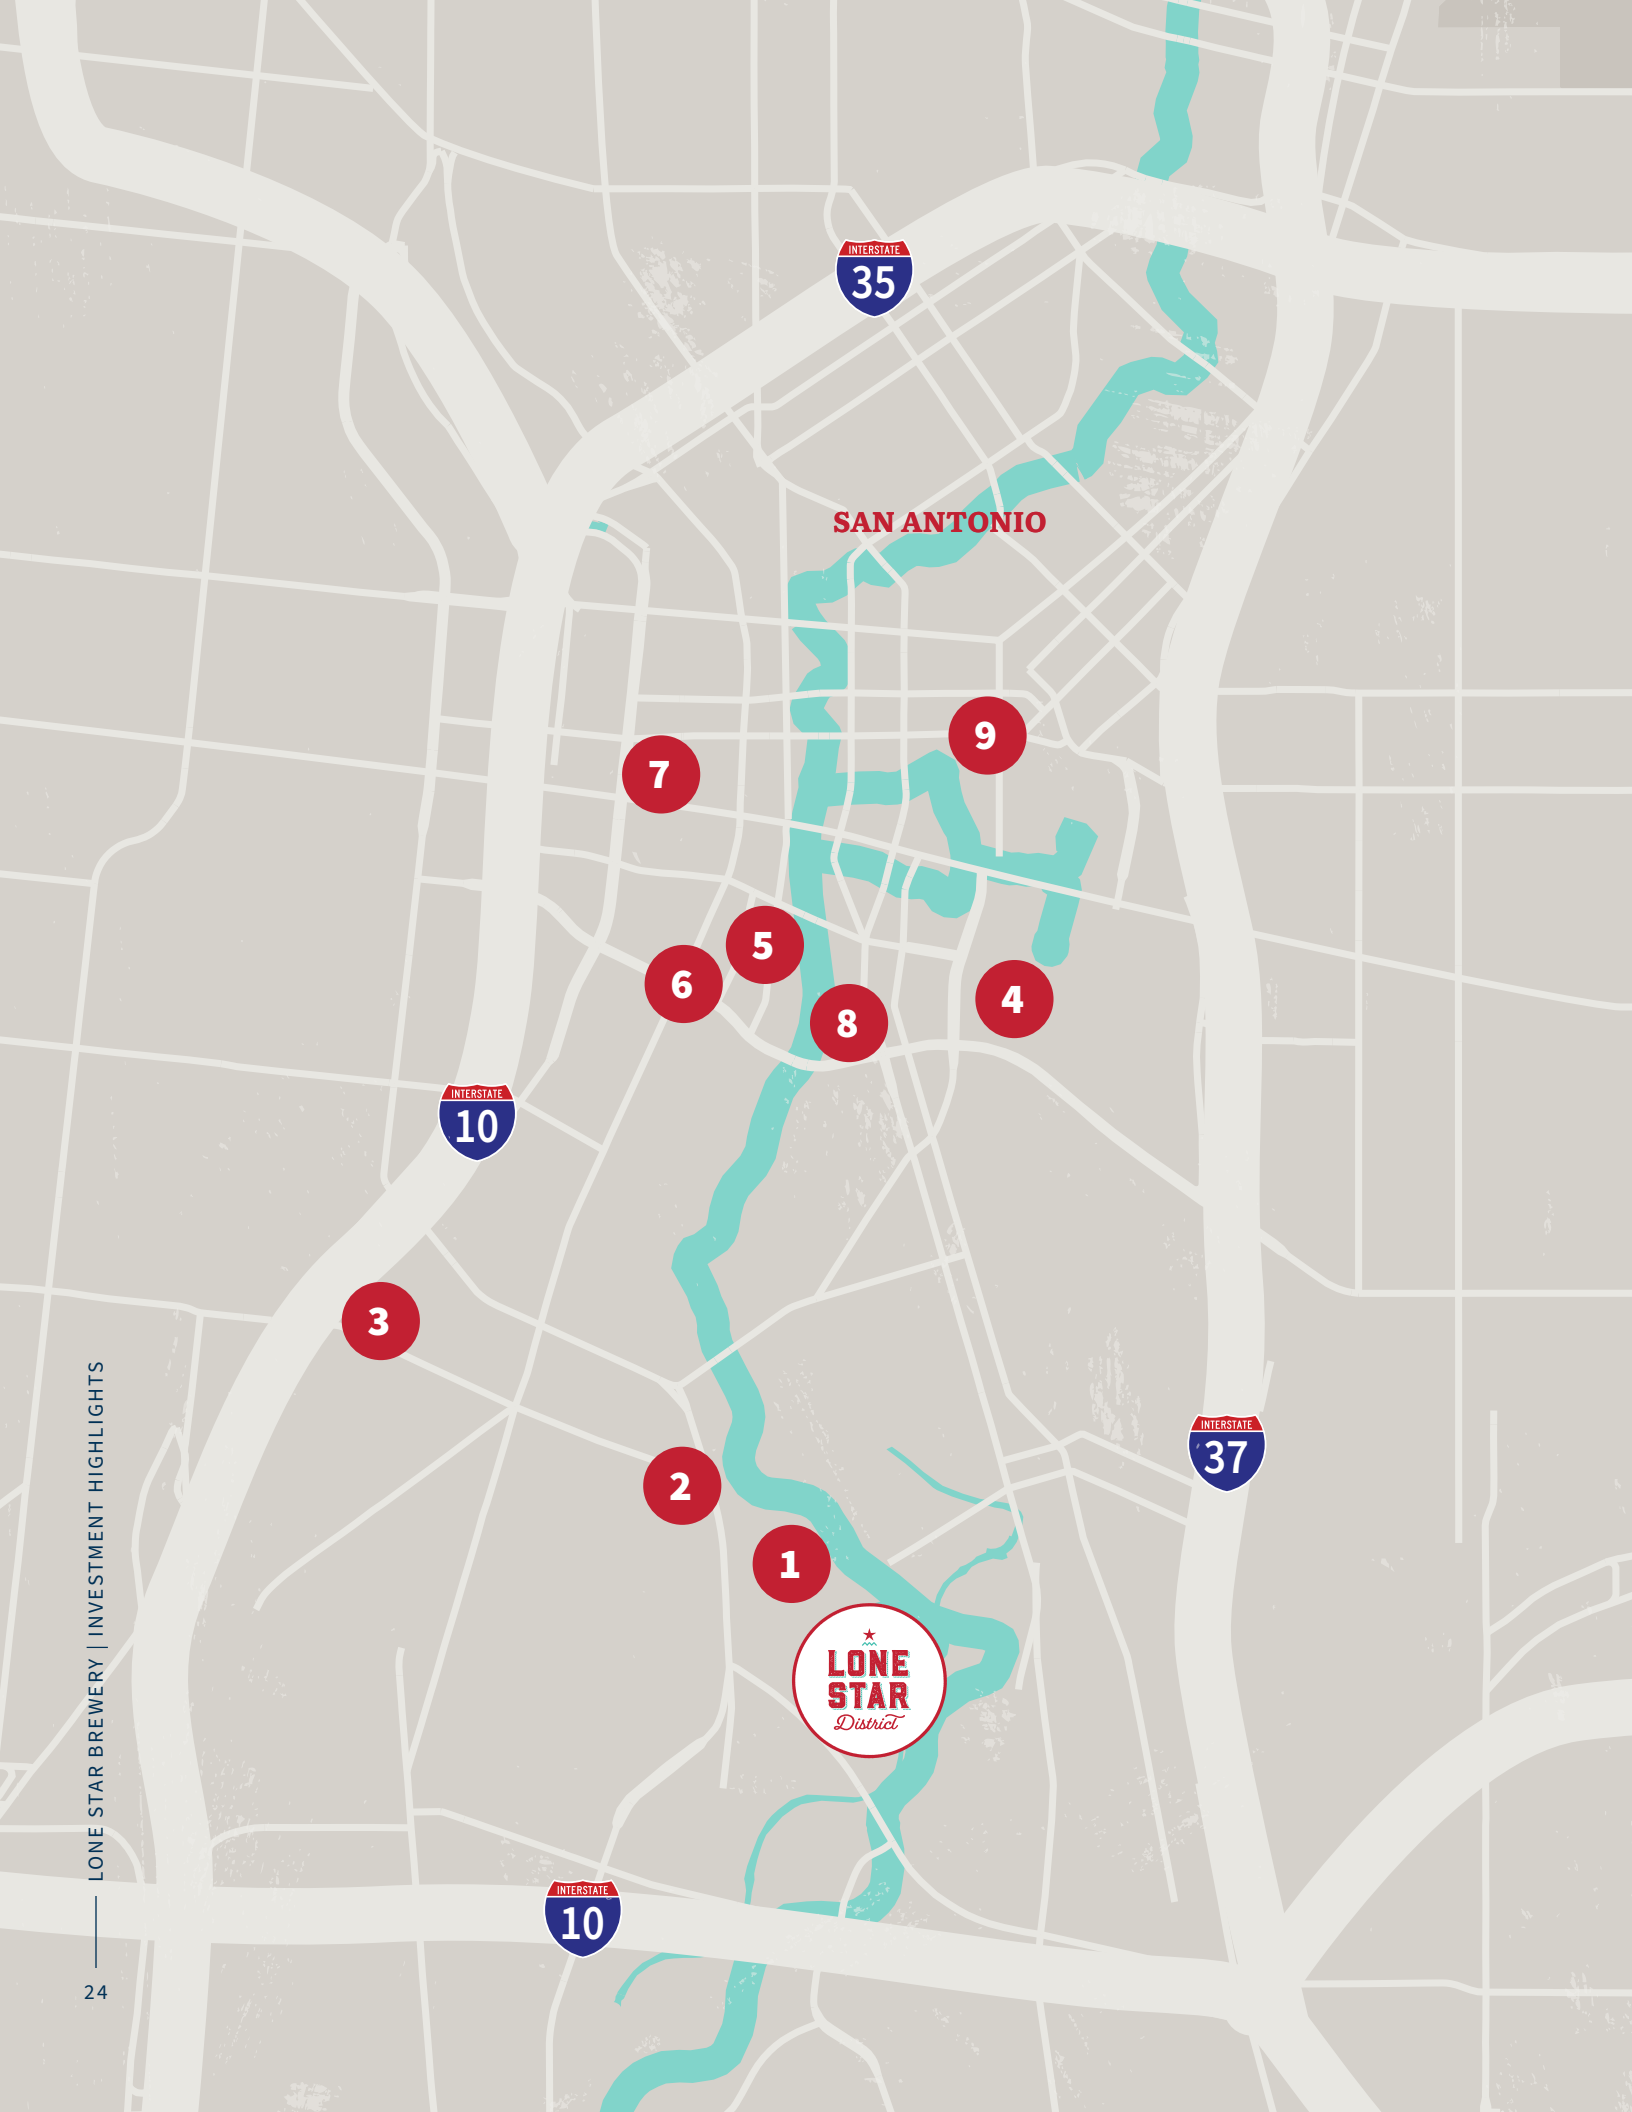 INTERSTATE
35
SAN ANTONIO
9
7
5
6
4
8
INTERSTATE
10
3
INTERSTATE
37
2
1
LONE
STAR
District
INTERSTATE
10
LONE STAR BREWERY | INVESTMENT HIGHLIGHTS
24